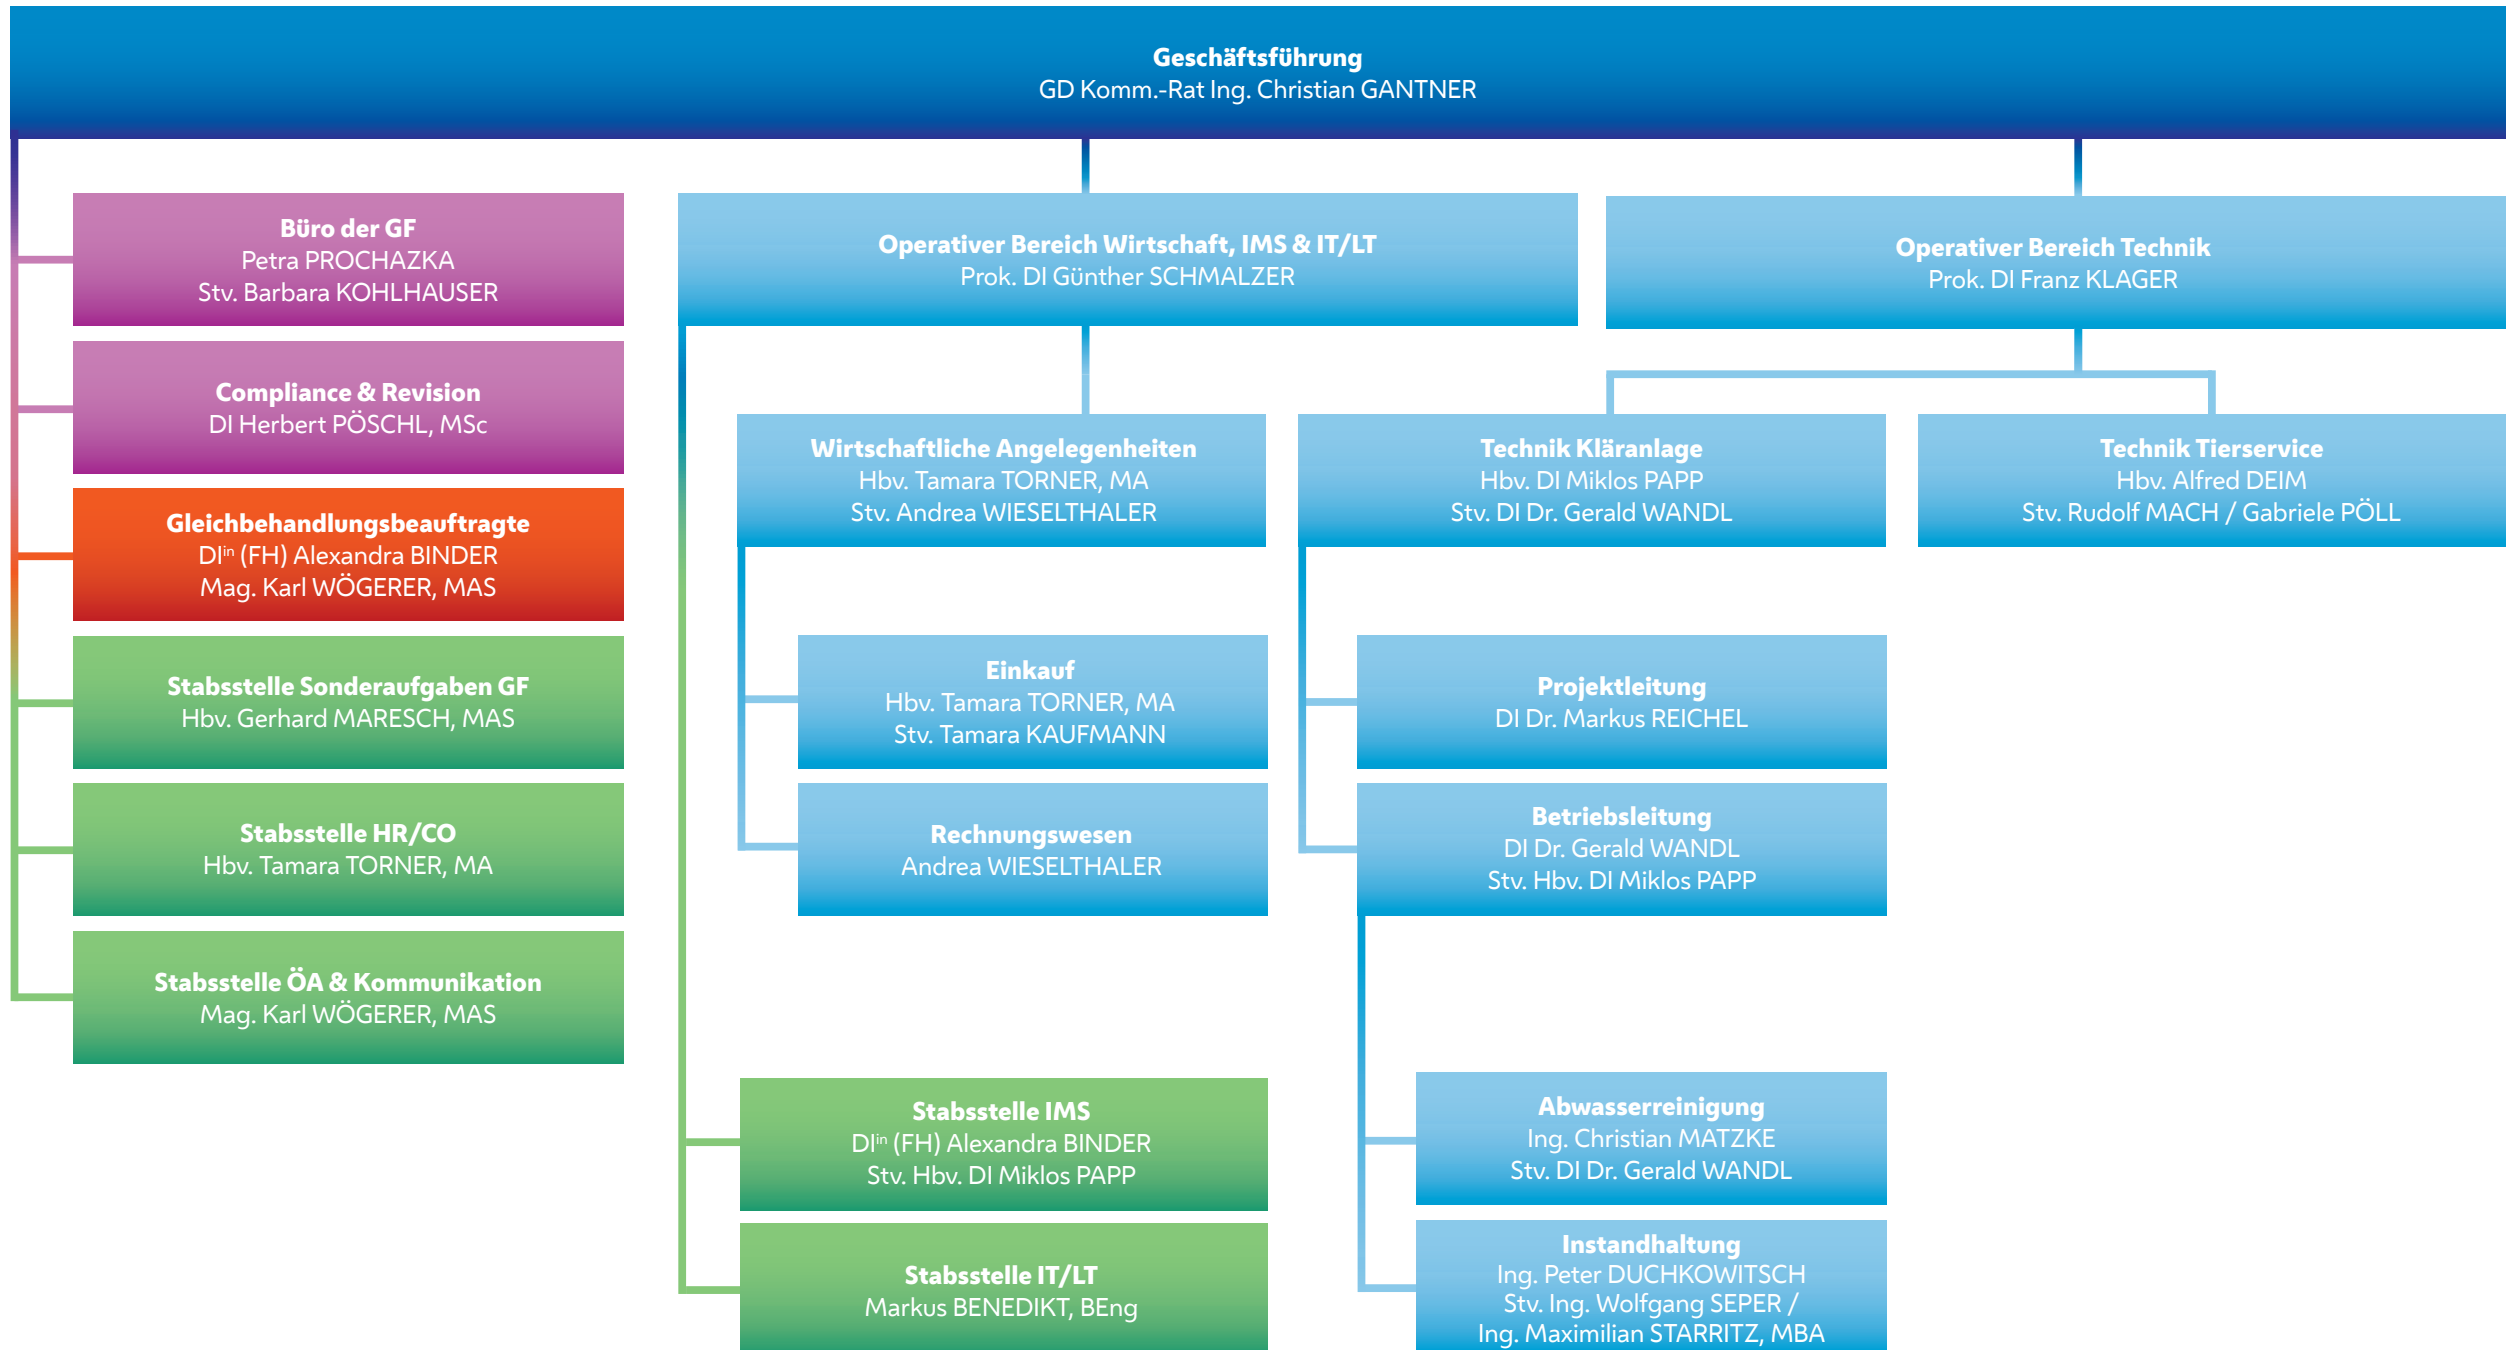 Geschäftsführung
GD Komm.-Rat Ing. Christian GANTNER
Büro der GF
Petra PROCHAZKA
Stv. Barbara KOHLHAUSER
Compliance & Revision
DI Herbert PÖSCHL, MSc
Gleichbehandlungsbeauftragte
DIⁱⁿ (FH) Alexandra BINDER
Mag. Karl WÖGERER, MAS
Stabsstelle Sonderaufgaben GF
Hbv. Gerhard MARESCH, MAS
Stabsstelle HR/CO
Hbv. Tamara TORNER, MA
Stabsstelle ÖA & Kommunikation
Mag. Karl WÖGERER, MAS
Operativer Bereich Wirtschaft, IMS & IT/LT
Prok. DI Günther SCHMALZER
Wirtschaftliche Angelegenheiten
Hbv. Tamara TORNER, MA
Stv. Andrea WIESELTHALER
Einkauf
Hbv. Tamara TORNER, MA
Stv. Tamara KAUFMANN
Rechnungswesen
Andrea WIESELTHALER
Stabsstelle IMS
DIⁱⁿ (FH) Alexandra BINDER
Stv. Hbv. DI Miklos PAPP
Stabsstelle IT/LT
Markus BENEDIKT, BEng
Operativer Bereich Technik
Prok. DI Franz KLAGER
Technik Kläranlage
Hbv. DI Miklos PAPP
Stv. DI Dr. Gerald WANDL
Projektleitung
DI Dr. Markus REICHEL
Betriebsleitung
DI Dr. Gerald WANDL
Stv. Hbv. DI Miklos PAPP
Abwasserreinigung
Ing. Christian MATZKE
Stv. DI Dr. Gerald WANDL
Instandhaltung
Ing. Peter DUCHKOWITSCH
Stv. Ing. Wolfgang SEPER /
Ing. Maximilian STARRITZ, MBA
Technik Tierservice
Hbv. Alfred DEIM
Stv. Rudolf MACH / Gabriele PÖLL